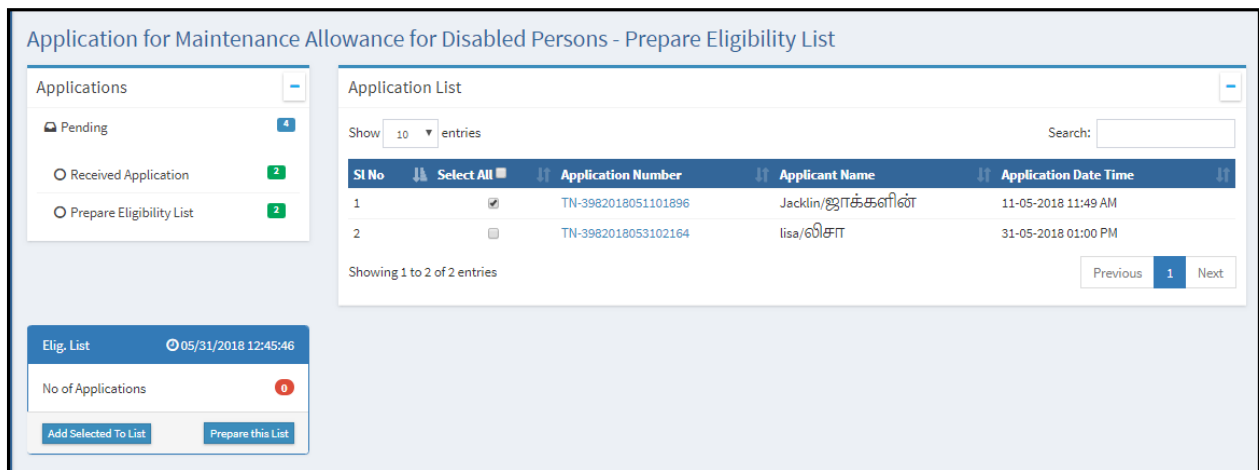 Application for Maintenance Allowance for Disabled Persons - Prepare Eligibility List
Applications
Pending 4
Received Application 2
Prepare Eligibility List 2
Application List
Show 10 entries Search:
Sl No Select All Application Number Applicant Name Application Date Time
1 TN-3982018051101896 Jacklin/ஜாக்களின் 11-05-2018 11:49 AM
2 TN-3982018053102164 lisa/லிசா 31-05-2018 01:00 PM
Showing 1 to 2 of 2 entries Previous 1 Next
Elig. List 05/31/2018 12:45:46
No of Applications 0
Add Selected To List Prepare this List